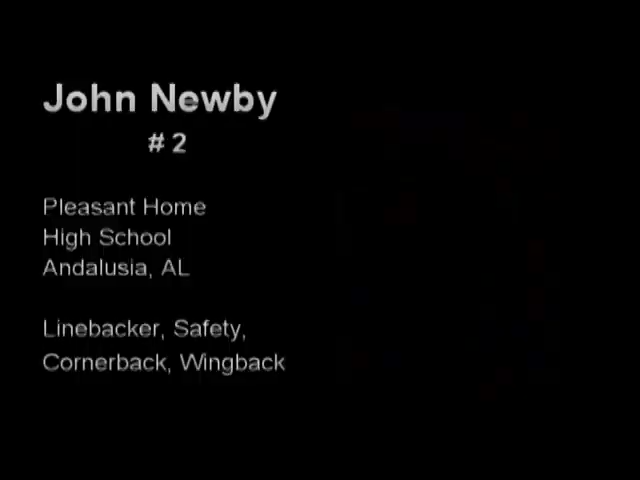 John Newby
# 2
Pleasant Home
High School
Andalusia, AL
Linebacker, Safety,
Cornerback, Wingback